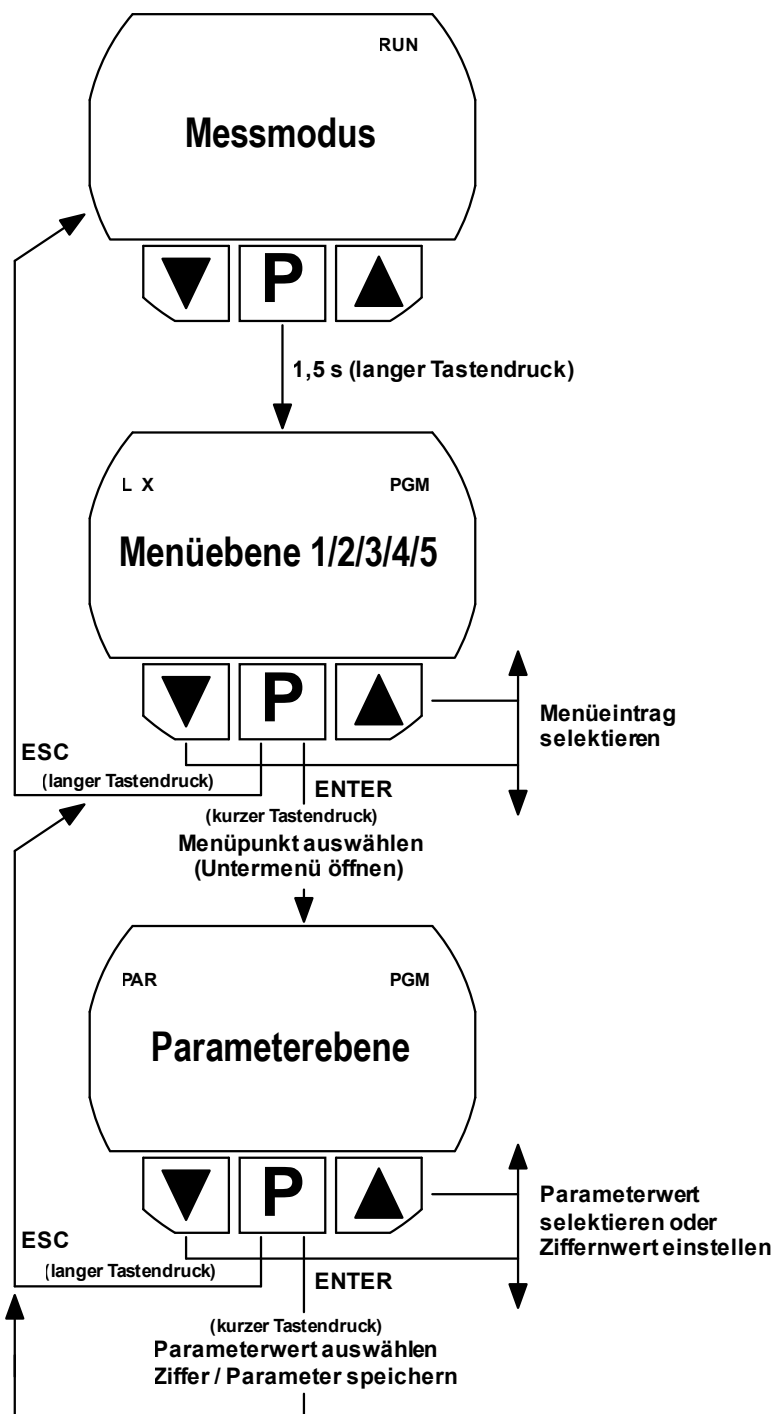 RUN
Messmodus
P
1,5 s (langer Tastendruck)
L X PGM
Menüebene 1/2/3/4/5
P
Menüeintrag
selektieren
ESC
(langer Tastendruck)
ENTER
(kurzer Tastendruck)
Menüpunkt auswählen
(Untermenü öffnen)
PAR PGM
Parameterebene
P
Parameterwert
selektieren oder
Ziffernwert einstellen
ESC
(langer Tastendruck)
ENTER
(kurzer Tastendruck)
Parameterwert auswählen
Ziffer / Parameter speichern